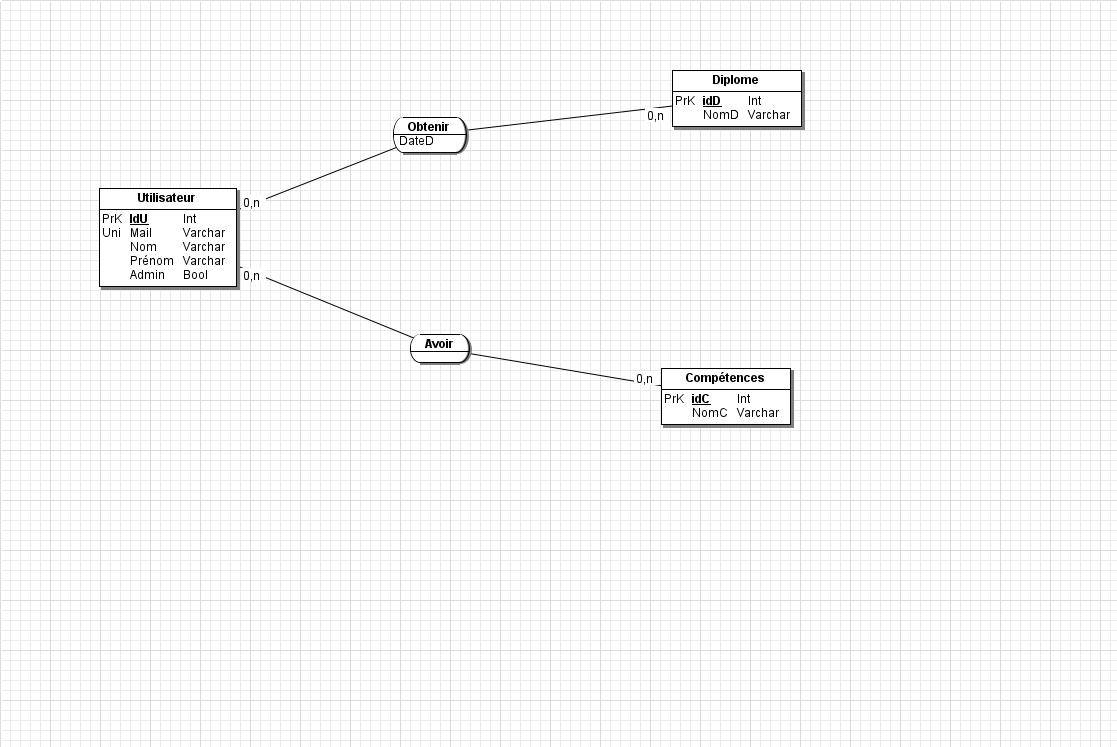 Diplome
PrK idD Int
NomD Varchar
0,n
Obtenir
DateD
Utilisateur
0,n
PrK IdU Int
Uni Mail Varchar
Nom Varchar
Prénom Varchar
Admin Bool
0,n
Avoir
0,n
Compétences
PrK idC Int
NomC Varchar